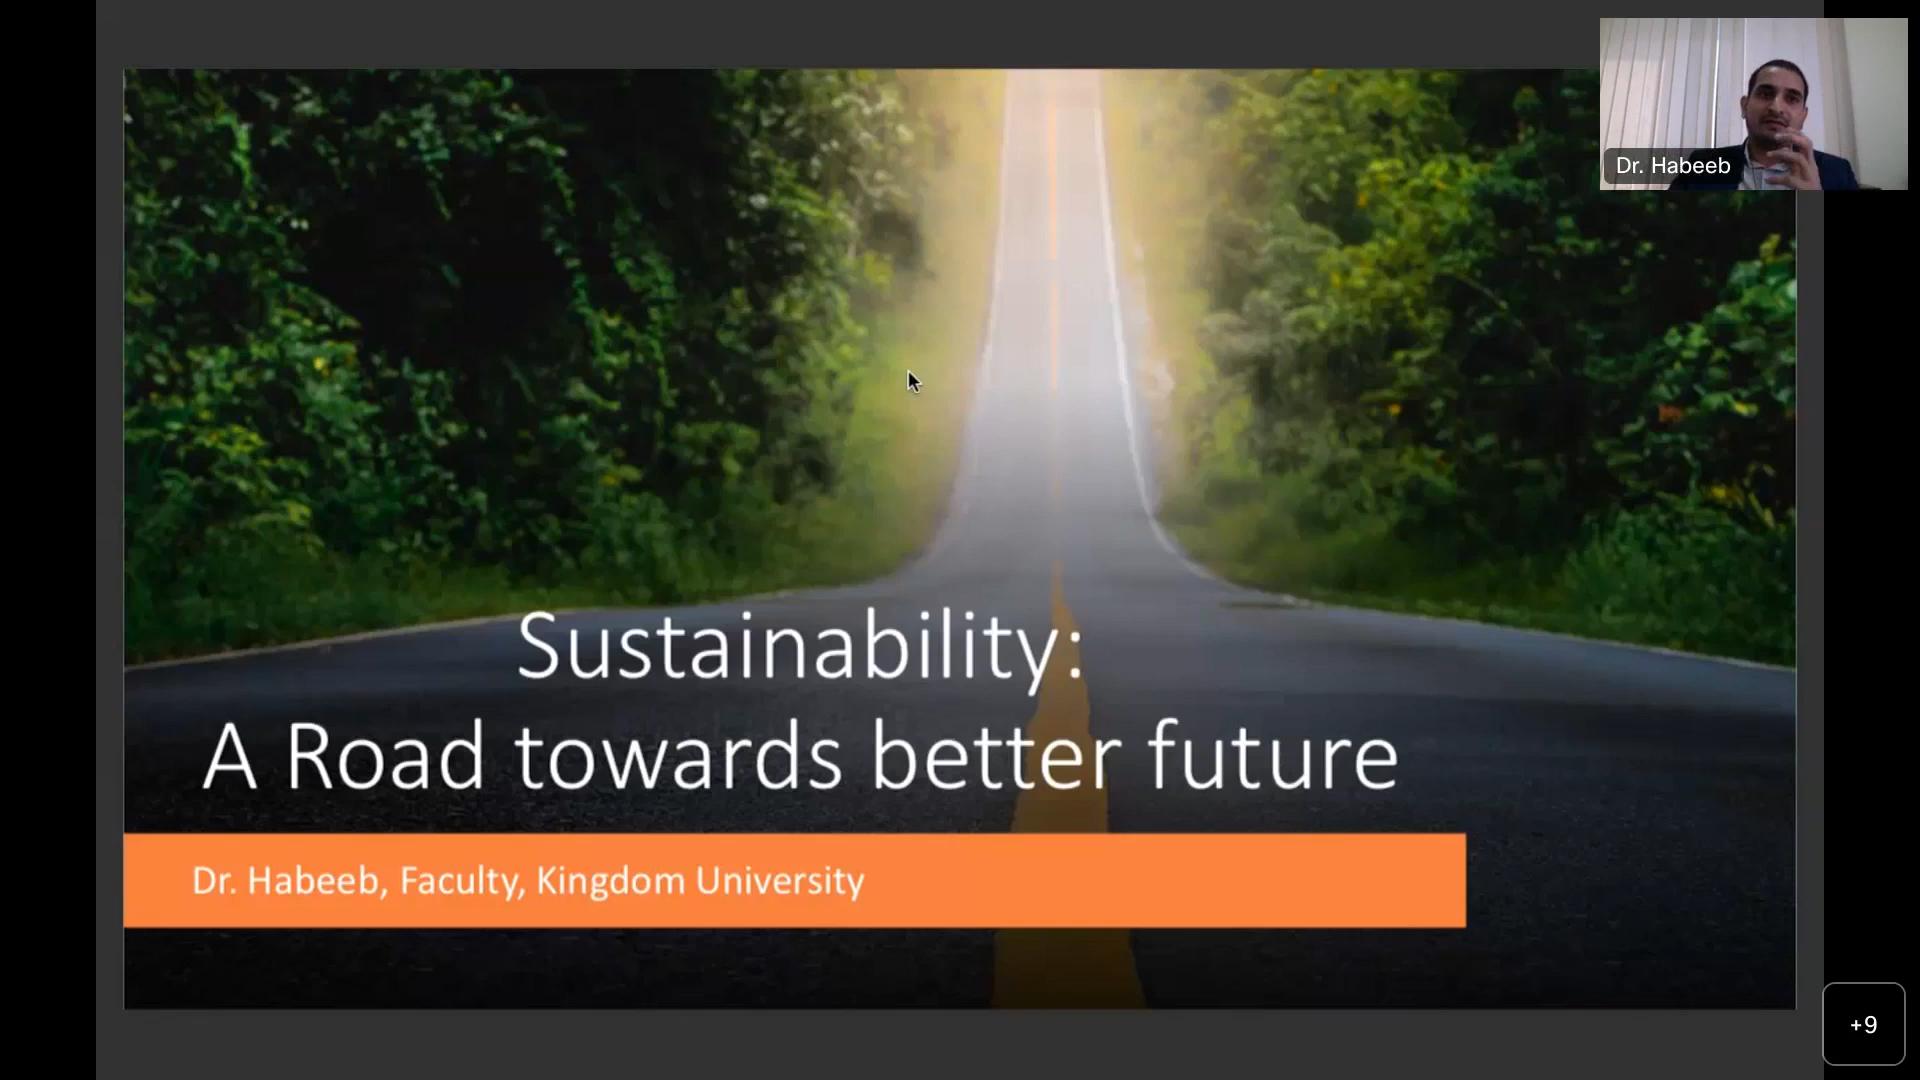 Dr. Habeeb
Sustainability:
A Road towards better future
Dr. Habeeb, Faculty, Kingdom University
+9